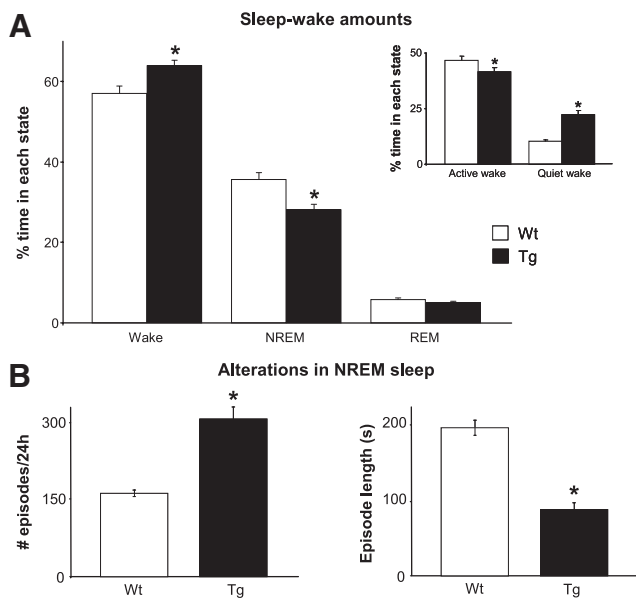 A
Sleep-wake amounts
% time in each state
60
40
20
0
*
*
Wake
NREM
REM
% time in each state
50
25
0
*
*
Active wake
Quiet wake
Wt
Tg
B
Alterations in NREM sleep
# episodes/24h
300
150
0
*
Wt
Tg
Episode length (s)
200
100
0
*
Wt
Tg